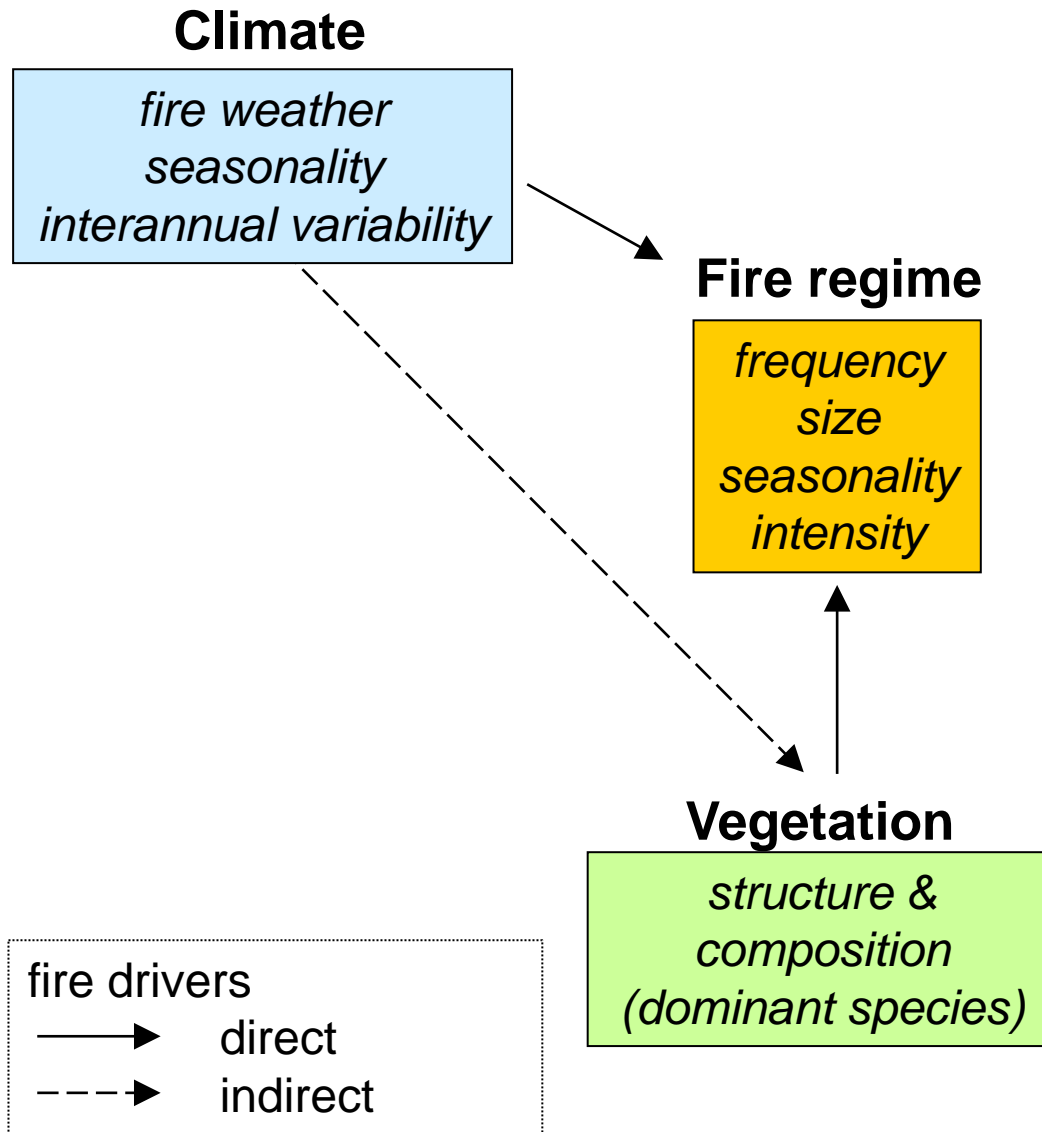 Climate
fire weather
seasonality
interannual variability
Fire regime
frequency
size
seasonality
intensity
Vegetation
structure &
composition
(dominant species)
fire drivers
direct
indirect